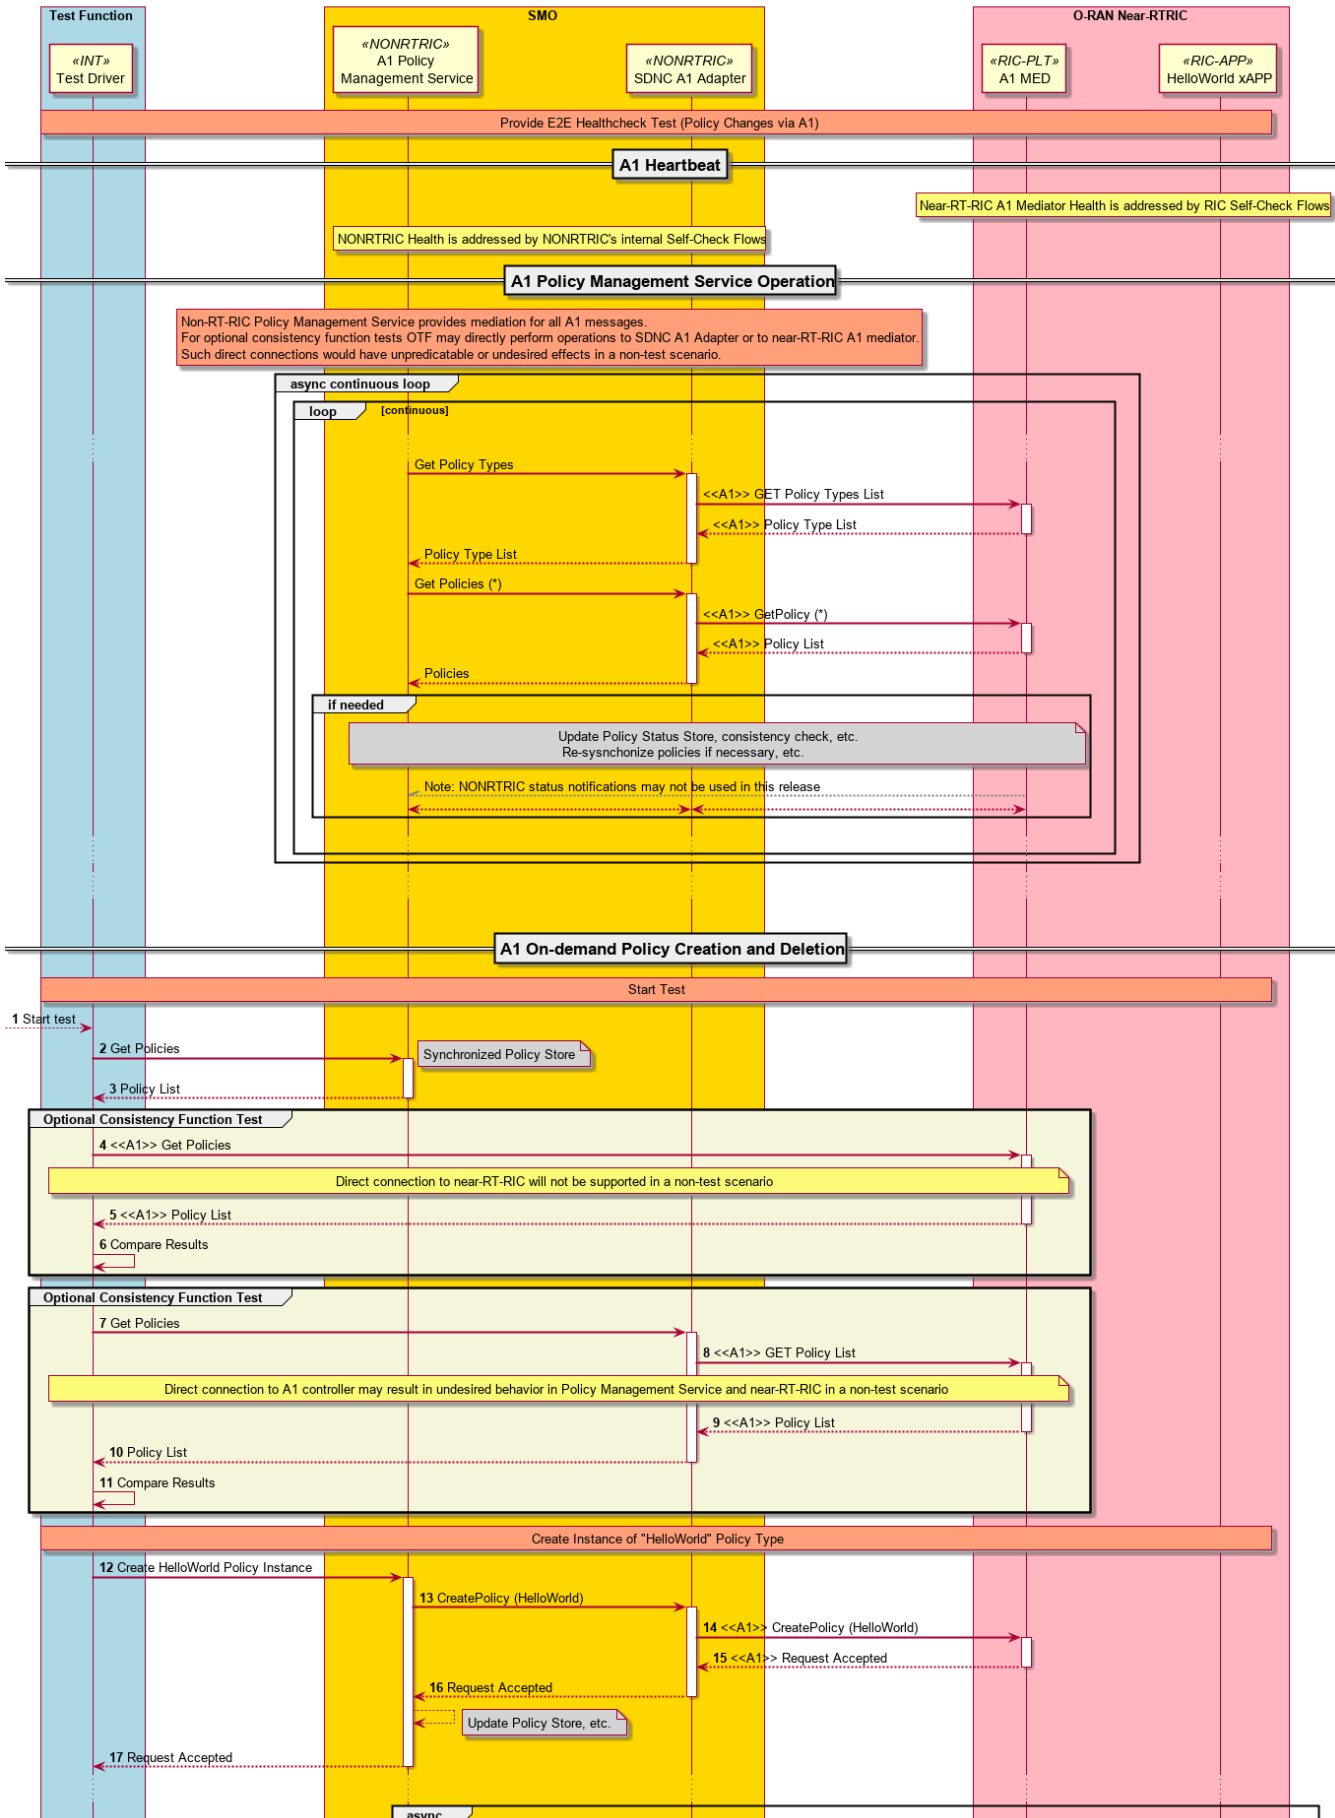 Test Function
SMO
O-RAN Near-RTRIC
«INT»
Test Driver
«NONRTRIC»
A1 Policy
Management Service
«NONRTRIC»
SDNC A1 Adapter
«RIC-PLT»
A1 MED
«RIC-APP»
HelloWorld xAPP
Provide E2E Healthcheck Test (Policy Changes via A1)
A1 Heartbeat
Near-RT-RIC A1 Mediator Health is addressed by RIC Self-Check Flows
NONRTRIC Health is addressed by NONRTRIC's internal Self-Check Flows
A1 Policy Management Service Operation
Non-RT-RIC Policy Management Service provides mediation for all A1 messages.
For optional consistency function tests OTF may directly perform operations to SDNC A1 Adapter or to near-RT-RIC A1 mediator.
Such direct connections would have unpredicatable or undesired effects in a non-test scenario.
async continuous loop
loop [continuous]
Get Policy Types
<<A1>> GET Policy Types List
<<A1>> Policy Type List
Policy Type List
Get Policies (*)
<<A1>> GetPolicy (*)
<<A1>> Policy List
Policies
if needed
Update Policy Status Store, consistency check, etc.
Re-sysnchonize policies if necessary, etc.
Note: NONRTRIC status notifications may not be used in this release
A1 On-demand Policy Creation and Deletion
Start Test
1 Start test
2 Get Policies
Synchronized Policy Store
3 Policy List
Optional Consistency Function Test
4 <<A1>> Get Policies
Direct connection to near-RT-RIC will not be supported in a non-test scenario
5 <<A1>> Policy List
6 Compare Results
Optional Consistency Function Test
7 Get Policies
8 <<A1>> GET Policy List
Direct connection to A1 controller may result in undesired behavior in Policy Management Service and near-RT-RIC in a non-test scenario
9 <<A1>> Policy List
10 Policy List
11 Compare Results
Create Instance of "HelloWorld" Policy Type
12 Create HelloWorld Policy Instance
13 CreatePolicy (HelloWorld)
14 <<A1>> CreatePolicy (HelloWorld)
15 <<A1>> Request Accepted
16 Request Accepted
Update Policy Store, etc.
17 Request Accepted
async